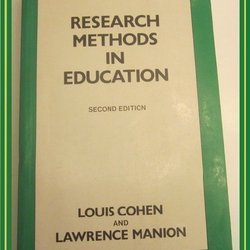 RESEARCH
METHODS
IN
EDUCATION
SECOND EDITION
LOUIS COHEN
AND
LAWRENCE MANION